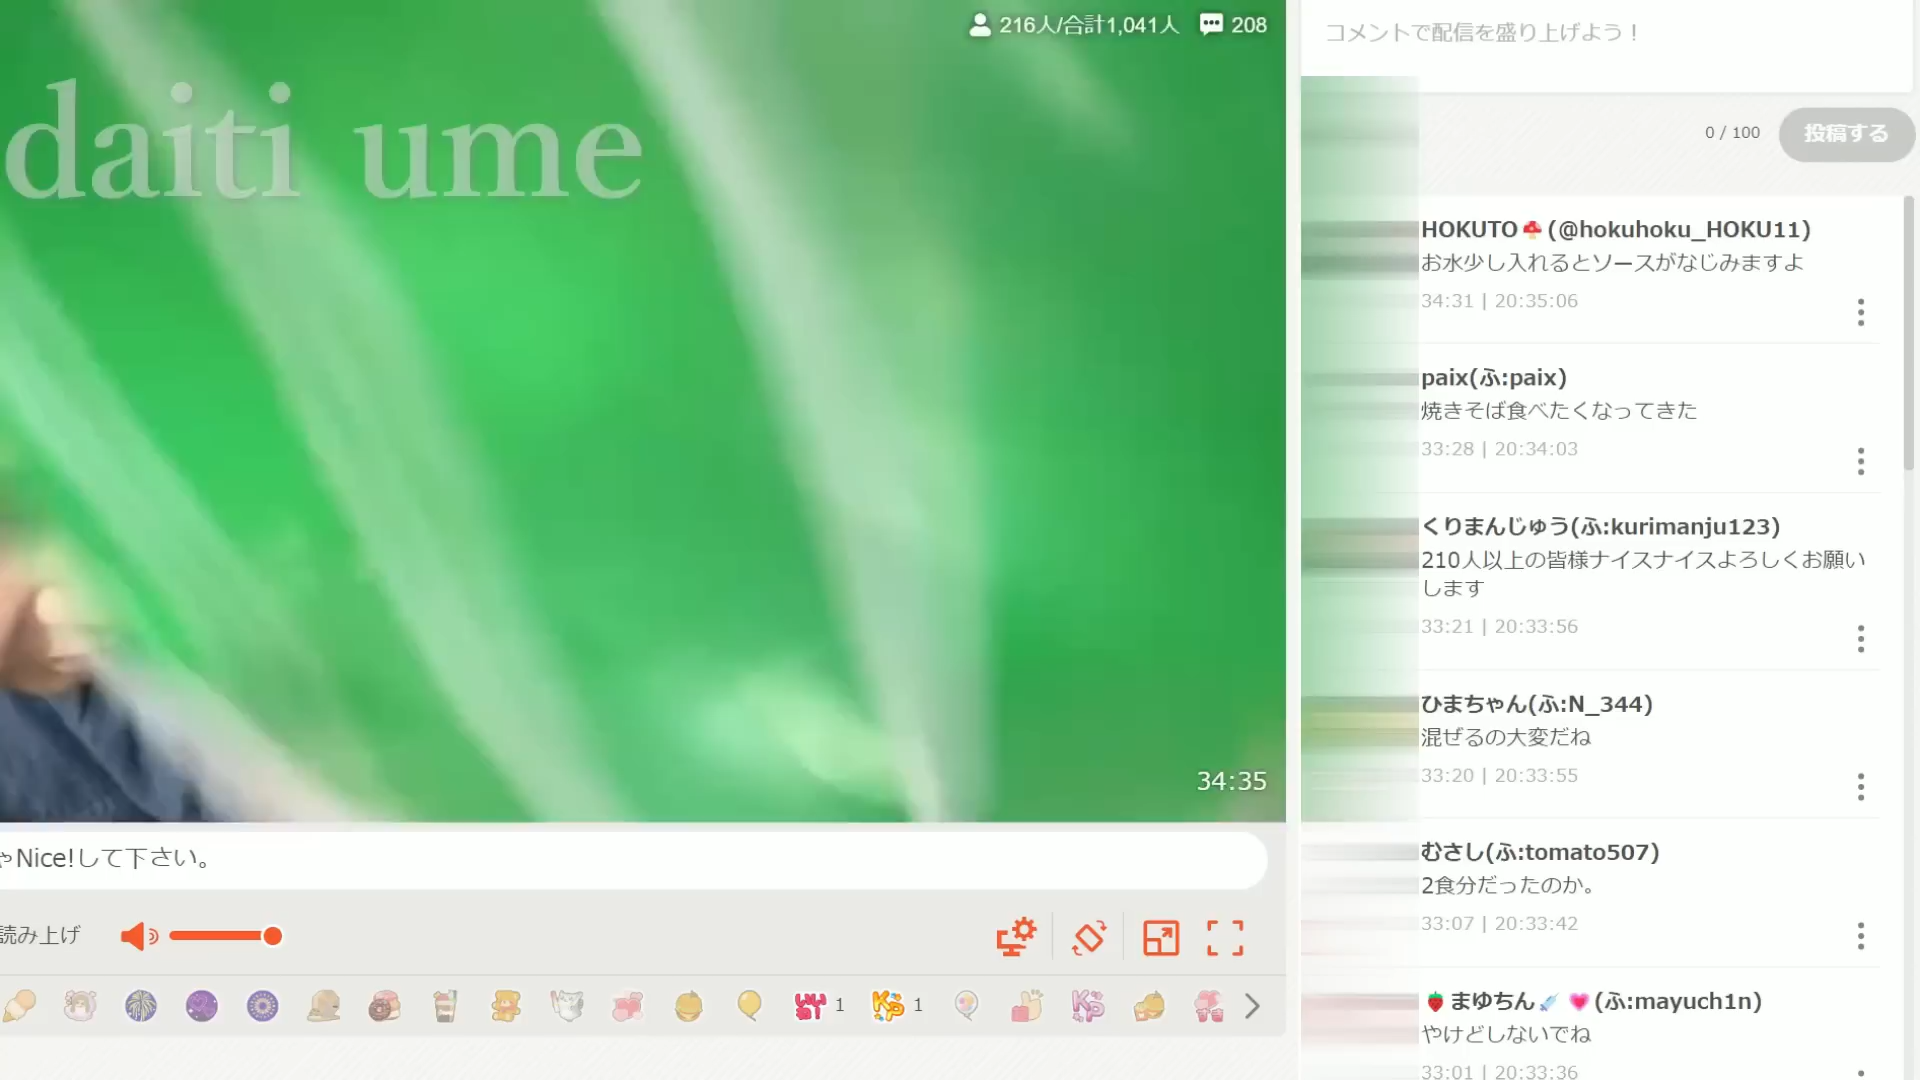 216人/合計1,041人 208
daiti ume
34:35
Nice!して下さい。
読み上げ
1
1
コメントで配信を盛り上げよう！
0 / 100 投稿する
HOKUTO🍄(@hokuhoku_HOKU11)
お水少し入れるとソースがなじみますよ
34:31 | 20:35:06
paix(ふ:paix)
焼きそば食べたくなってきた
33:28 | 20:34:03
くりまんじゅう(ふ:kurimanju123)
210人以上の皆様ナイスナイスよろしくお願い
します
33:21 | 20:33:56
ひまちゃん(ふ:N_344)
混ぜるの大変だね
33:20 | 20:33:55
むさし(ふ:tomato507)
2食分だったのか。
33:07 | 20:33:42
🍓まゆちん💉💗(ふ:mayuch1n)
やけどしないでね
33:01 | 20:33:36